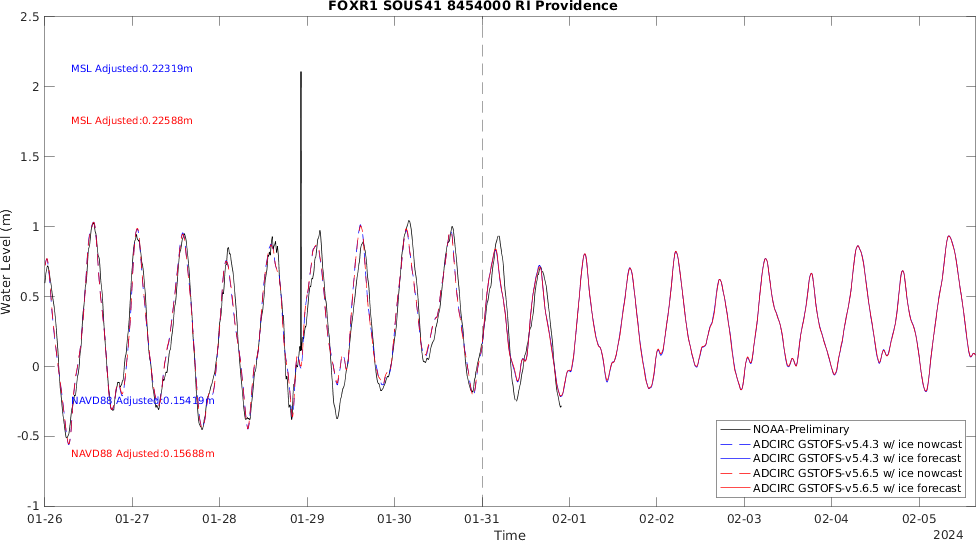 FOXR1 SOUS41 8454000 RI Providence
2.5
2
1.5
1
0.5
0
-0.5
-1
Water Level (m)
MSL Adjusted:0.22319m
MSL Adjusted:0.22588m
NAVD88 Adjusted:0.15419m
NAVD88 Adjusted:0.15688m
NOAA-Preliminary
ADCIRC GSTOFS-v5.4.3 w/ ice nowcast
ADCIRC GSTOFS-v5.4.3 w/ ice forecast
ADCIRC GSTOFS-v5.6.5 w/ ice nowcast
ADCIRC GSTOFS-v5.6.5 w/ ice forecast
01-26 01-27 01-28 01-29 01-30 01-31 02-01 02-02 02-03 02-04 02-05
Time
2024